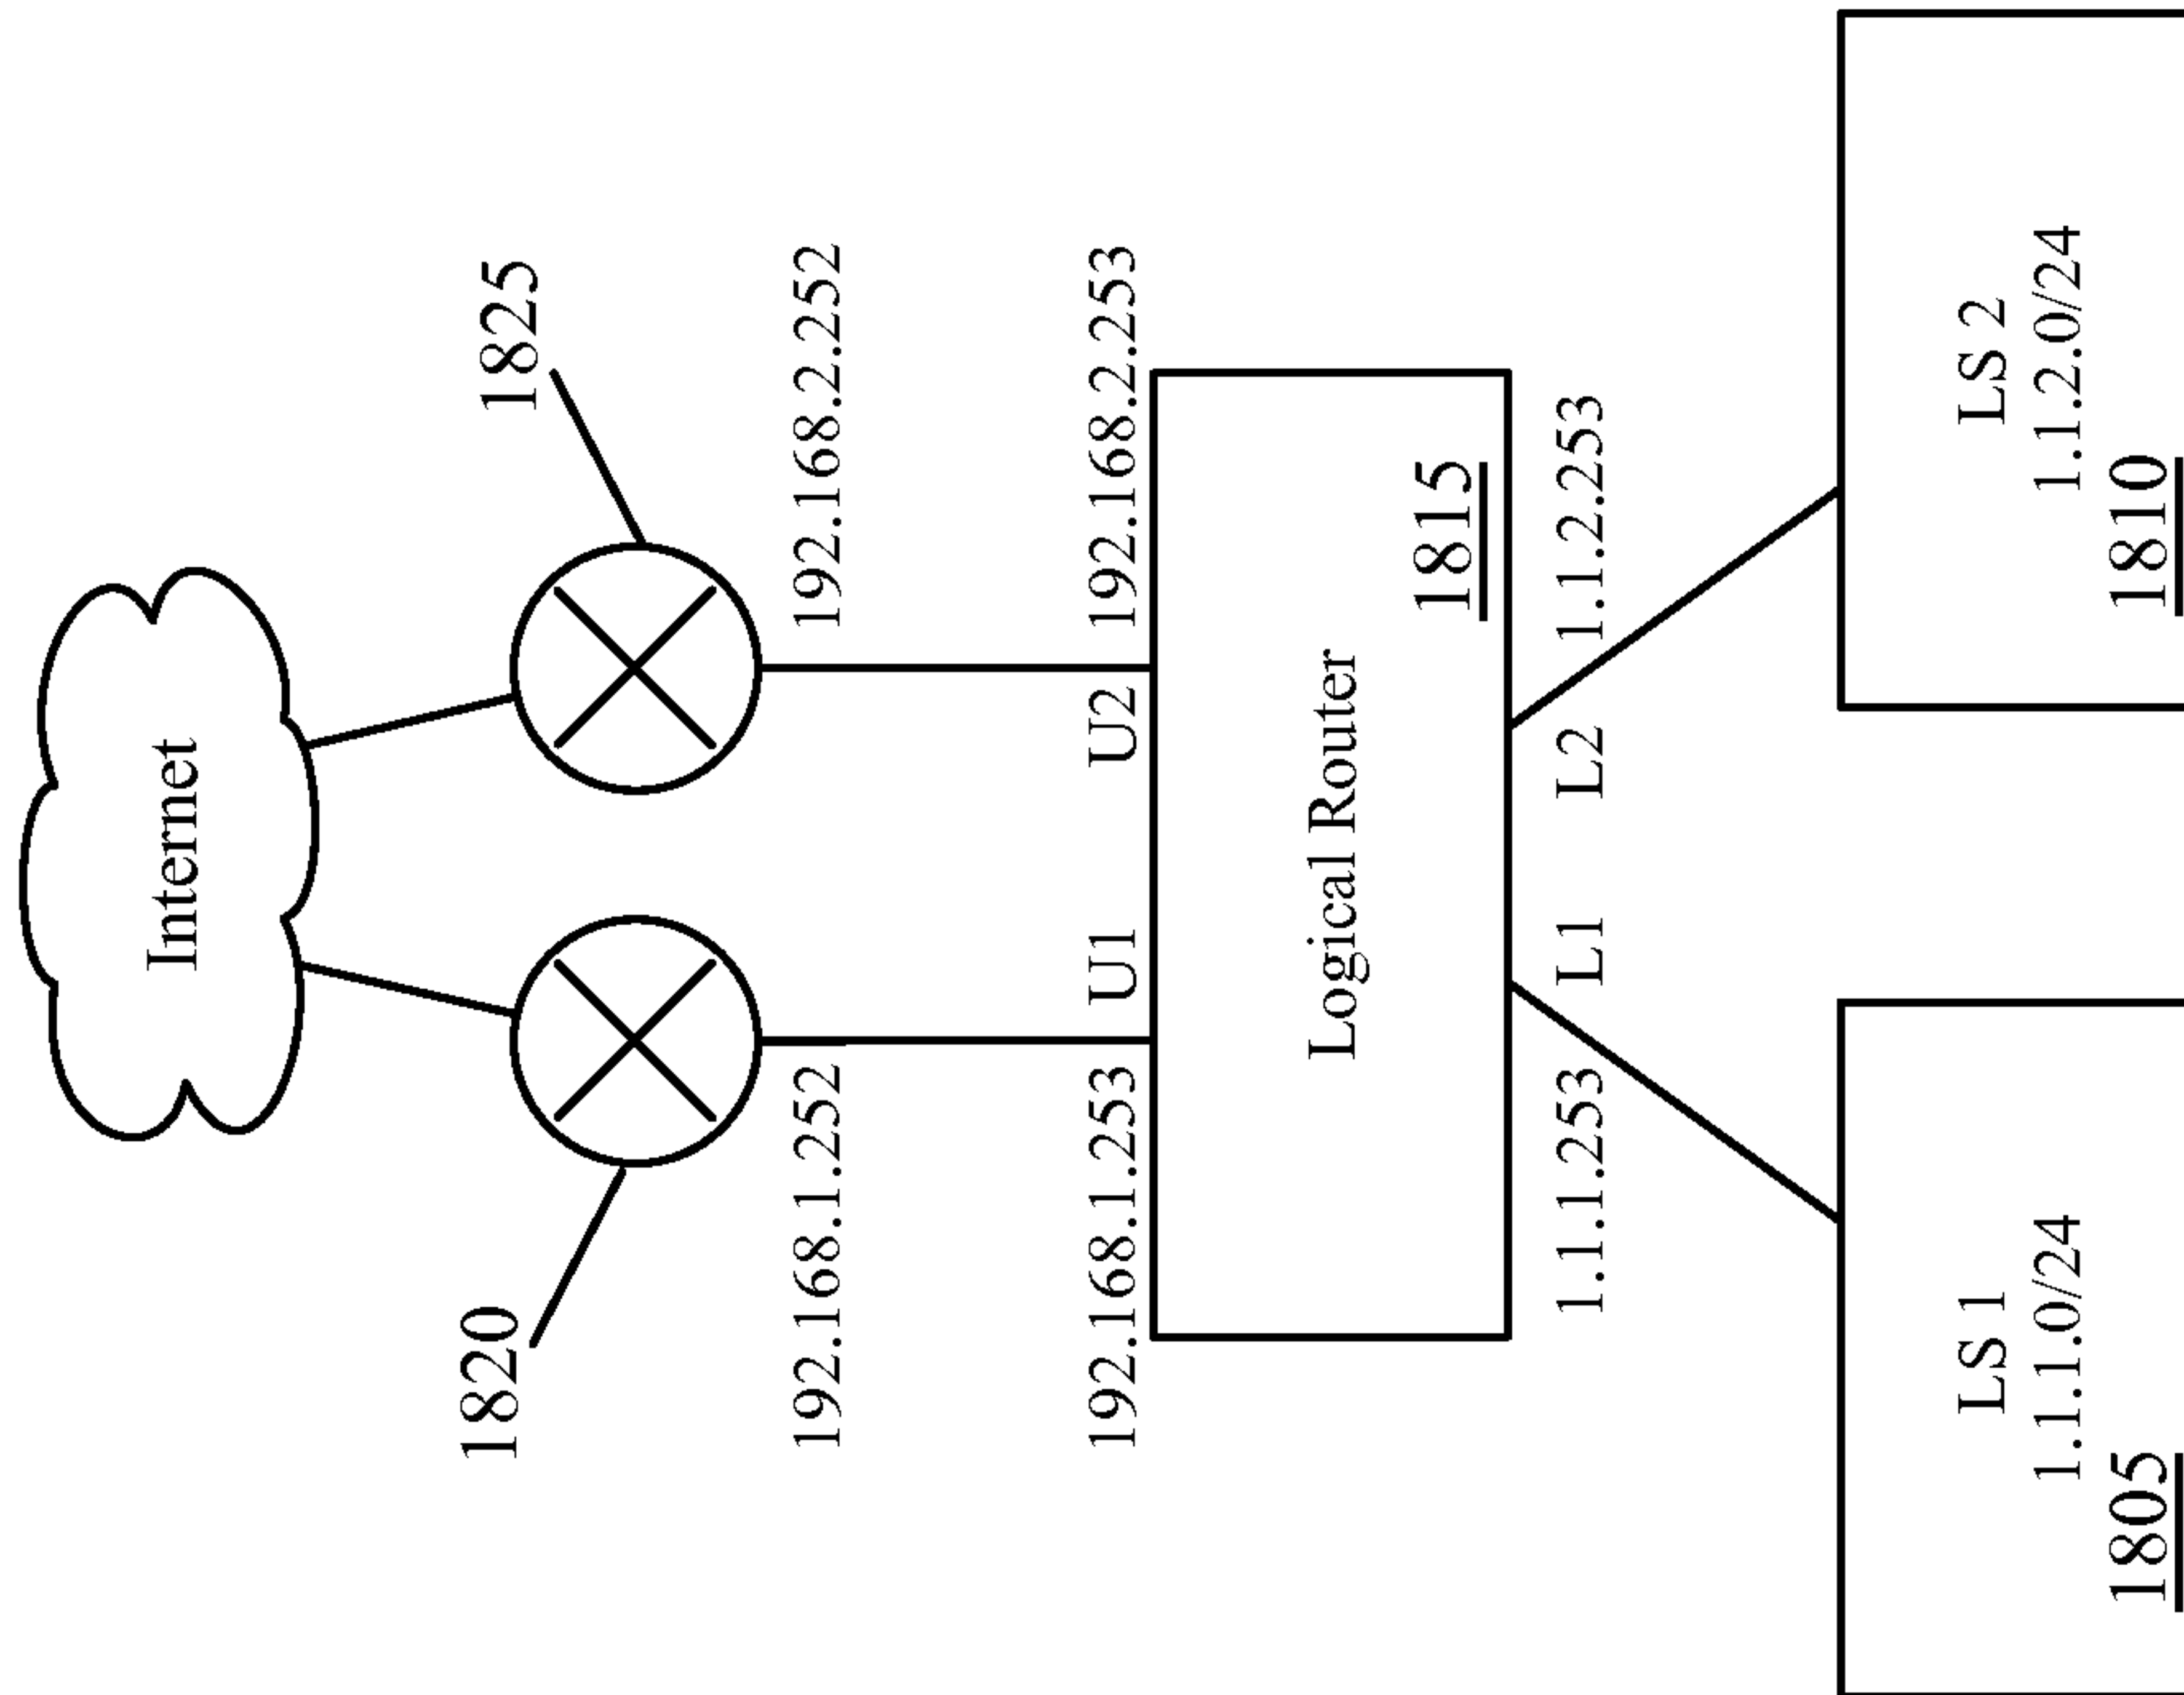 Internet
1820
1825
192.168.1.252
192.168.2.252
192.168.1.253
U1
U2
192.168.2.253
Logical Router
1815
1.1.1.253
L1
L2
1.1.2.253
LS 1
1.1.1.0/24
1805
LS 2
1.1.2.0/24
1810